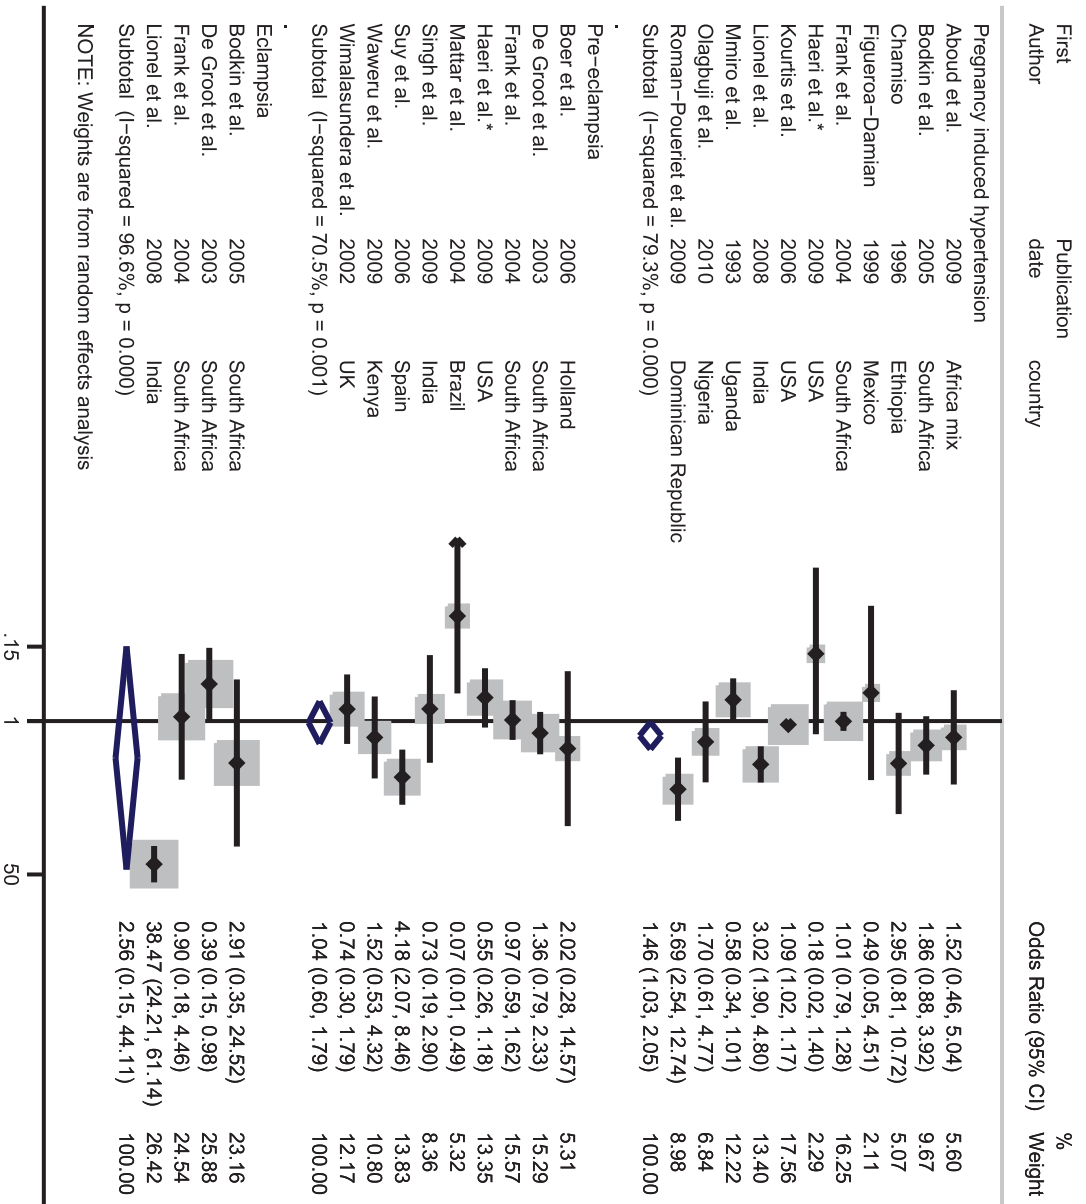 First Publication %
Author date country Odds Ratio (95% CI) Weight
Pregnancy induced hypertension
Aboud et al. 2009 Africa mix 1.52 (0.46, 5.04) 5.60
Bodkin et al. 2005 South Africa 1.86 (0.88, 3.92) 9.67
Chamiso 1996 Ethiopia 2.95 (0.81, 10.72) 5.07
Figueroa−Damian 1999 Mexico 0.49 (0.05, 4.51) 2.11
Frank et al. 2004 South Africa 1.01 (0.79, 1.28) 16.25
Haeri et al.* 2009 USA 0.18 (0.02, 1.40) 2.29
Kourtis et al. 2006 USA 1.09 (1.02, 1.17) 17.56
Lionel et al. 2008 India 3.02 (1.90, 4.80) 13.40
Mmiro et al. 1993 Uganda 0.58 (0.34, 1.01) 12.22
Olagbuji et al. 2010 Nigeria 1.70 (0.61, 4.77) 6.84
Roman−Poueriet et al. 2009 Dominican Republic 5.69 (2.54, 12.74) 8.98
Subtotal (I−squared = 79.3%, p = 0.000) 1.46 (1.03, 2.05) 100.00
.
Pre−eclampsia
Boer et al. 2006 Holland 2.02 (0.28, 14.57) 5.31
De Groot et al. 2003 South Africa 1.36 (0.79, 2.33) 15.29
Frank et al. 2004 South Africa 0.97 (0.59, 1.62) 15.57
Haeri et al.* 2009 USA 0.55 (0.26, 1.18) 13.35
Mattar et al. 2004 Brazil 0.07 (0.01, 0.49) 5.32
Singh et al. 2009 India 0.73 (0.19, 2.90) 8.36
Suy et al. 2006 Spain 4.18 (2.07, 8.46) 13.83
Waweru et al. 2009 Kenya 1.52 (0.53, 4.32) 10.80
Wimalasundera et al. 2002 UK 0.74 (0.30, 1.79) 12.17
Subtotal (I−squared = 70.5%, p = 0.001) 1.04 (0.60, 1.79) 100.00
.
Eclampsia
Bodkin et al. 2005 South Africa 2.91 (0.35, 24.52) 23.16
De Groot et al. 2003 South Africa 0.39 (0.15, 0.98) 25.88
Frank et al. 2004 South Africa 0.90 (0.18, 4.46) 24.54
Lionel et al. 2008 India 38.47 (24.21, 61.14) 26.42
Subtotal (I−squared = 96.6%, p = 0.000) 2.56 (0.15, 44.11) 100.00
NOTE: Weights are from random effects analysis
.15 1 50